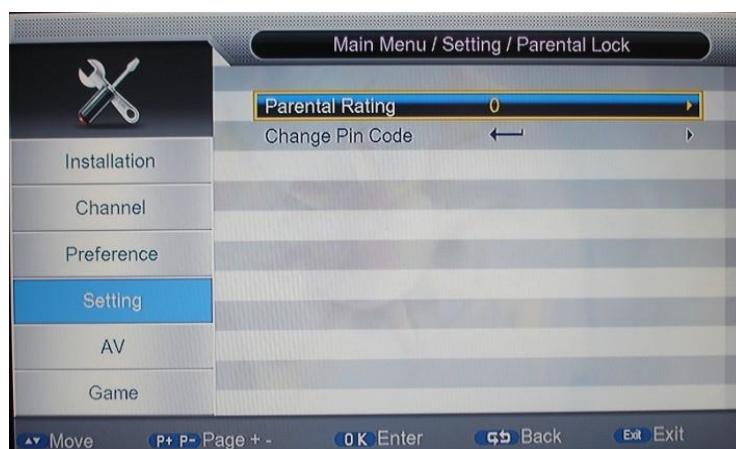 Main Menu / Setting / Parental Lock
Parental Rating 0
Change Pin Code
Installation
Channel
Preference
Setting
AV
Game
Move P+ P- Page + - OK Enter Back Exit Exit